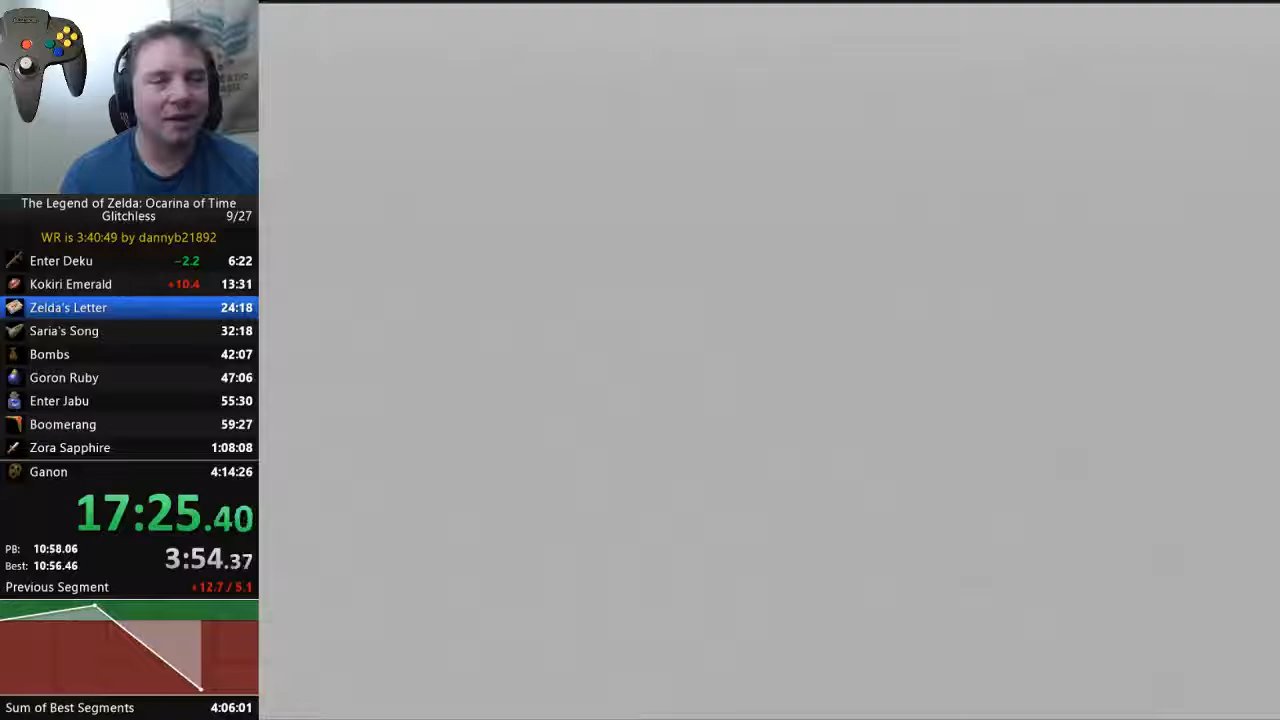 The Legend of Zelda: Ocarina of Time
Glitchless 9/27
WR is 3:40:49 by dannyb21892
Enter Deku −2.2 6:22
Kokiri Emerald +10.4 13:31
Zelda's Letter 24:18
Saria's Song 32:18
Bombs 42:07
Goron Ruby 47:06
Enter Jabu 55:30
Boomerang 59:27
Zora Sapphire 1:08:08
Ganon 4:14:26
17:25.40
PB: 10:58.06
3:54.37
Best: 10:56.46
Previous Segment +12.7 / 5.1
Sum of Best Segments 4:06:01